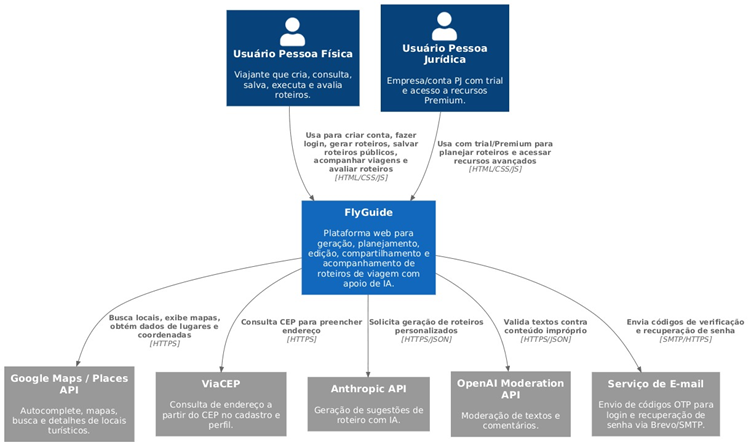 Usuário Pessoa Física
Viajante que cria, consulta,
salva, executa e avalia
roteiros.
Usuário Pessoa
Jurídica
Empresa/conta PJ com trial
e acesso a recursos
Premium.
Usa para criar conta, fazer
login, gerar roteiros, salvar
roteiros públicos,
acompanhar viagens e
avaliar roteiros
[HTML/CSS/JS]
Usa com trial/Premium para
planejar roteiros e acessar
recursos avançados
[HTML/CSS/JS]
FlyGuide
Plataforma web para
geração, planejamento,
edição, compartilhamento e
acompanhamento de
roteiros de viagem com
apoio de IA.
Busca locais, exibe mapas,
obtém dados de lugares e
coordenadas
[HTTPS]
Consulta CEP para preencher
endereço
[HTTPS]
Solicita geração de roteiros
personalizados
[HTTPS/JSON]
Valida textos contra
conteúdo impróprio
[HTTPS/JSON]
Envia códigos de verificação
e recuperação de senha
[SMTP/HTTPS]
Google Maps / Places
API
Autocomplete, mapas,
busca e detalhes de locais
turísticos.
ViaCEP
Consulta de endereço a
partir do CEP no cadastro e
perfil.
Anthropic API
Geração de sugestões de
roteiro com IA.
OpenAI Moderation
API
Moderação de textos e
comentários.
Serviço de E-mail
Envio de códigos OTP para
login e recuperação de
senha via Brevo/SMTP.